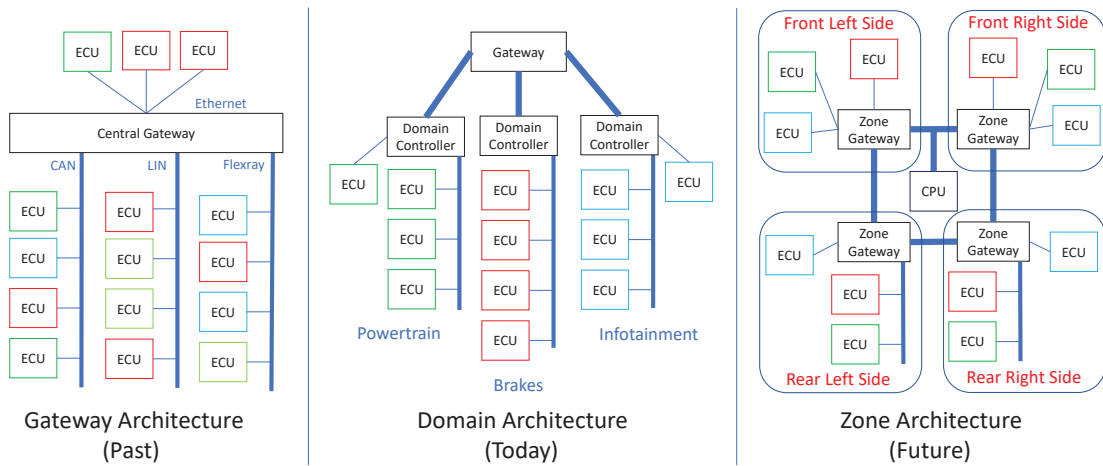 ECU
ECU
ECU
Ethernet
Central Gateway
CAN
LIN
Flexray
ECU
ECU
ECU
ECU
ECU
ECU
ECU
ECU
ECU
ECU
ECU
ECU
Gateway Architecture
(Past)
Gateway
Domain
Controller
Domain
Controller
Domain
Controller
ECU
ECU
ECU
ECU
ECU
ECU
ECU
ECU
ECU
ECU
ECU
ECU
Powertrain
Infotainment
Brakes
Domain Architecture
(Today)
Front Left Side
Front Right Side
ECU
ECU
ECU
ECU
ECU
ECU
Zone
Gateway
Zone
Gateway
CPU
Zone
Gateway
Zone
Gateway
ECU
ECU
ECU
ECU
ECU
ECU
Rear Left Side
Rear Right Side
Zone Architecture
(Future)